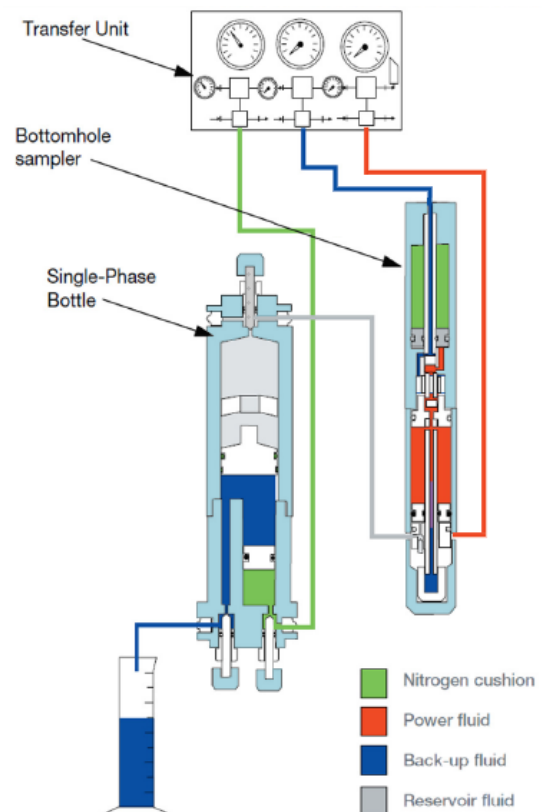 Transfer Unit
Bottomhole
sampler
Single-Phase
Bottle
Nitrogen cushion
Power fluid
Back-up fluid
Reservoir fluid